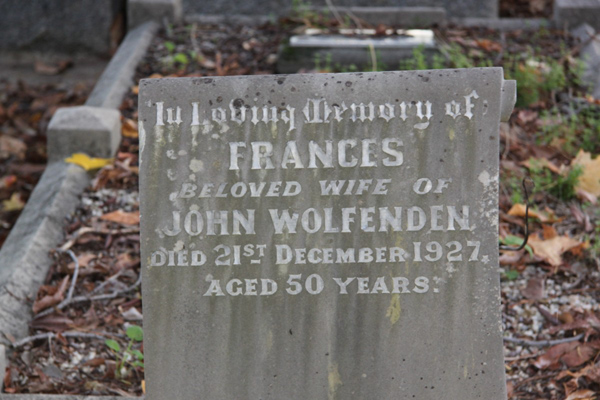 In Loving Memory of
FRANCES
BELOVED WIFE OF
JOHN WOLFENDEN
DIED 21ST DECEMBER 1927.
AGED 50 YEARS.